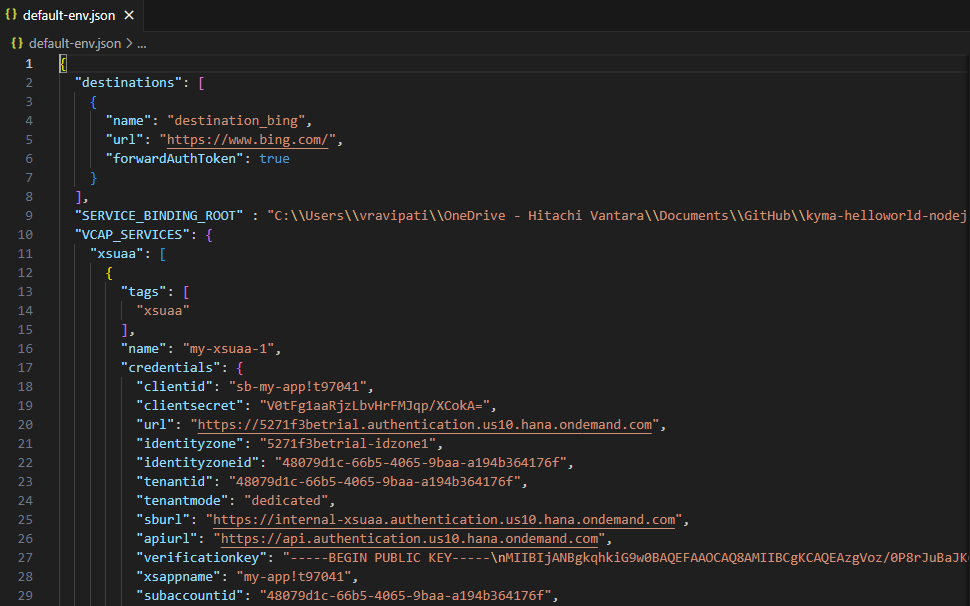 {} default-env.json ×
{} default-env.json > ...
1 {
2 "destinations": [
3 {
4 "name": "destination_bing",
5 "url": "https://www.bing.com/",
6 "forwardAuthToken": true
7 }
8 ],
9 "SERVICE_BINDING_ROOT" : "C:\\Users\\vravipati\\OneDrive - Hitachi Vantara\\Documents\\GitHub\\kyma-helloworld-nodej
10 "VCAP_SERVICES": {
11 "xsuaa": [
12 {
13 "tags": [
14 "xsuaa"
15 ],
16 "name": "my-xsuaa-1",
17 "credentials": {
18 "clientid": "sb-my-app!t97041",
19 "clientsecret": "V0tFg1aaRjzLbvHrFMJqp/XCokA=",
20 "url": "https://5271f3betrial.authentication.us10.hana.ondemand.com",
21 "identityzone": "5271f3betrial-idzone1",
22 "identityzoneid": "48079d1c-66b5-4065-9baa-a194b364176f",
23 "tenantid": "48079d1c-66b5-4065-9baa-a194b364176f",
24 "tenantmode": "dedicated",
25 "sburl": "https://internal-xsuaa.authentication.us10.hana.ondemand.com",
26 "apiurl": "https://api.authentication.us10.hana.ondemand.com",
27 "verificationkey": "-----BEGIN PUBLIC KEY-----\nMIIBIjANBgkqhkiG9w0BAQEFAAOCAQ8AMIIBCgKCAQEAzgVoz/0P8rJuBaJK
28 "xsappname": "my-app!t97041",
29 "subaccountid": "48079d1c-66b5-4065-9baa-a194b364176f",